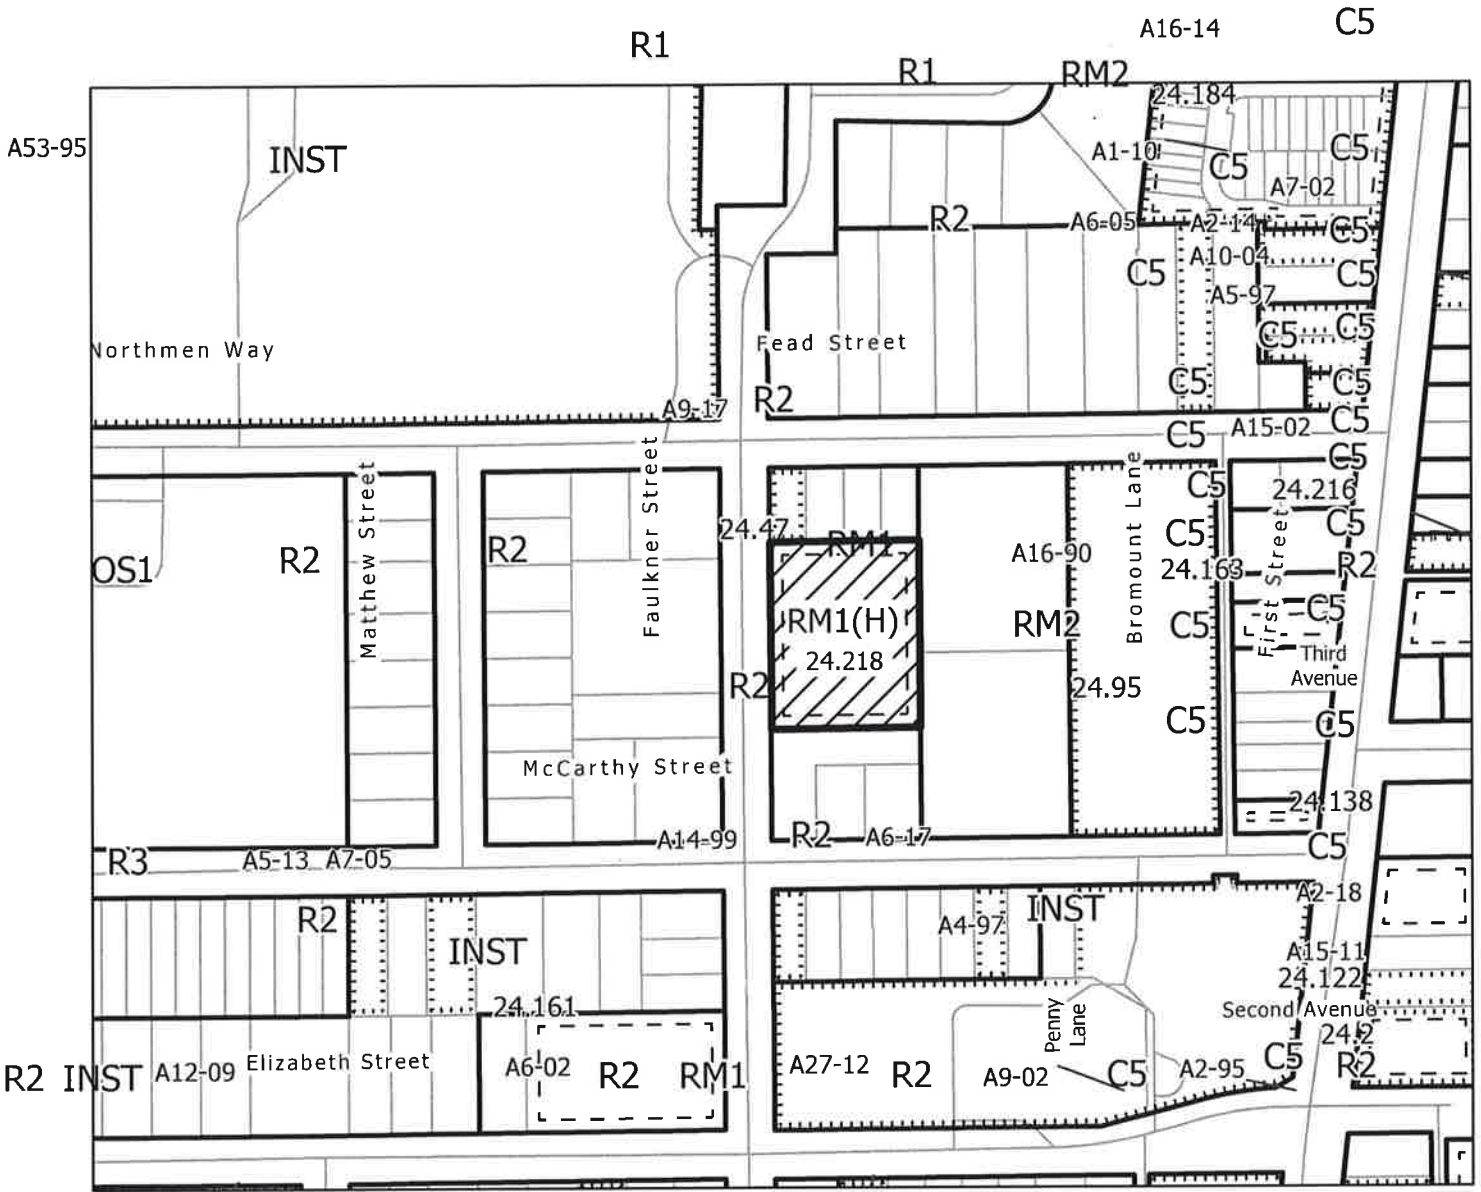 C5
A16-14
R1
R1
RM2
24.184
A53-95
INST
A1-10
C5
C5
A7-02
R2
A6-05
A2-14
C5
A10-04
C5
C5
A5-97
C5
C5
Northmen Way
Fead Street
C5
C5
R2
A9-17
C5
A15-02
C5
C5
Matthew Street
Faulkner Street
Bromount Lane
First Street
C5
24.216
24.47
RM1
C5
C5
R2
R2
A16-90
24.163
R2
OS1
RM1(H)
24.218
RM2
C5
C5
Third
Avenue
R2
24.95
C5
C5
McCarthy Street
24.138
R2
A6-17
A14-99
C5
R3
A5-13
A7-05
A2-18
R2
INST
A4-97
INST
A15-11
24.122
24.161
Second Avenue
Penny
Lane
24.2
R2
INST
A12-09
Elizabeth Street
A6-02
R2
RM1
A27-12
R2
A9-02
C5
A2-95
C5
R2